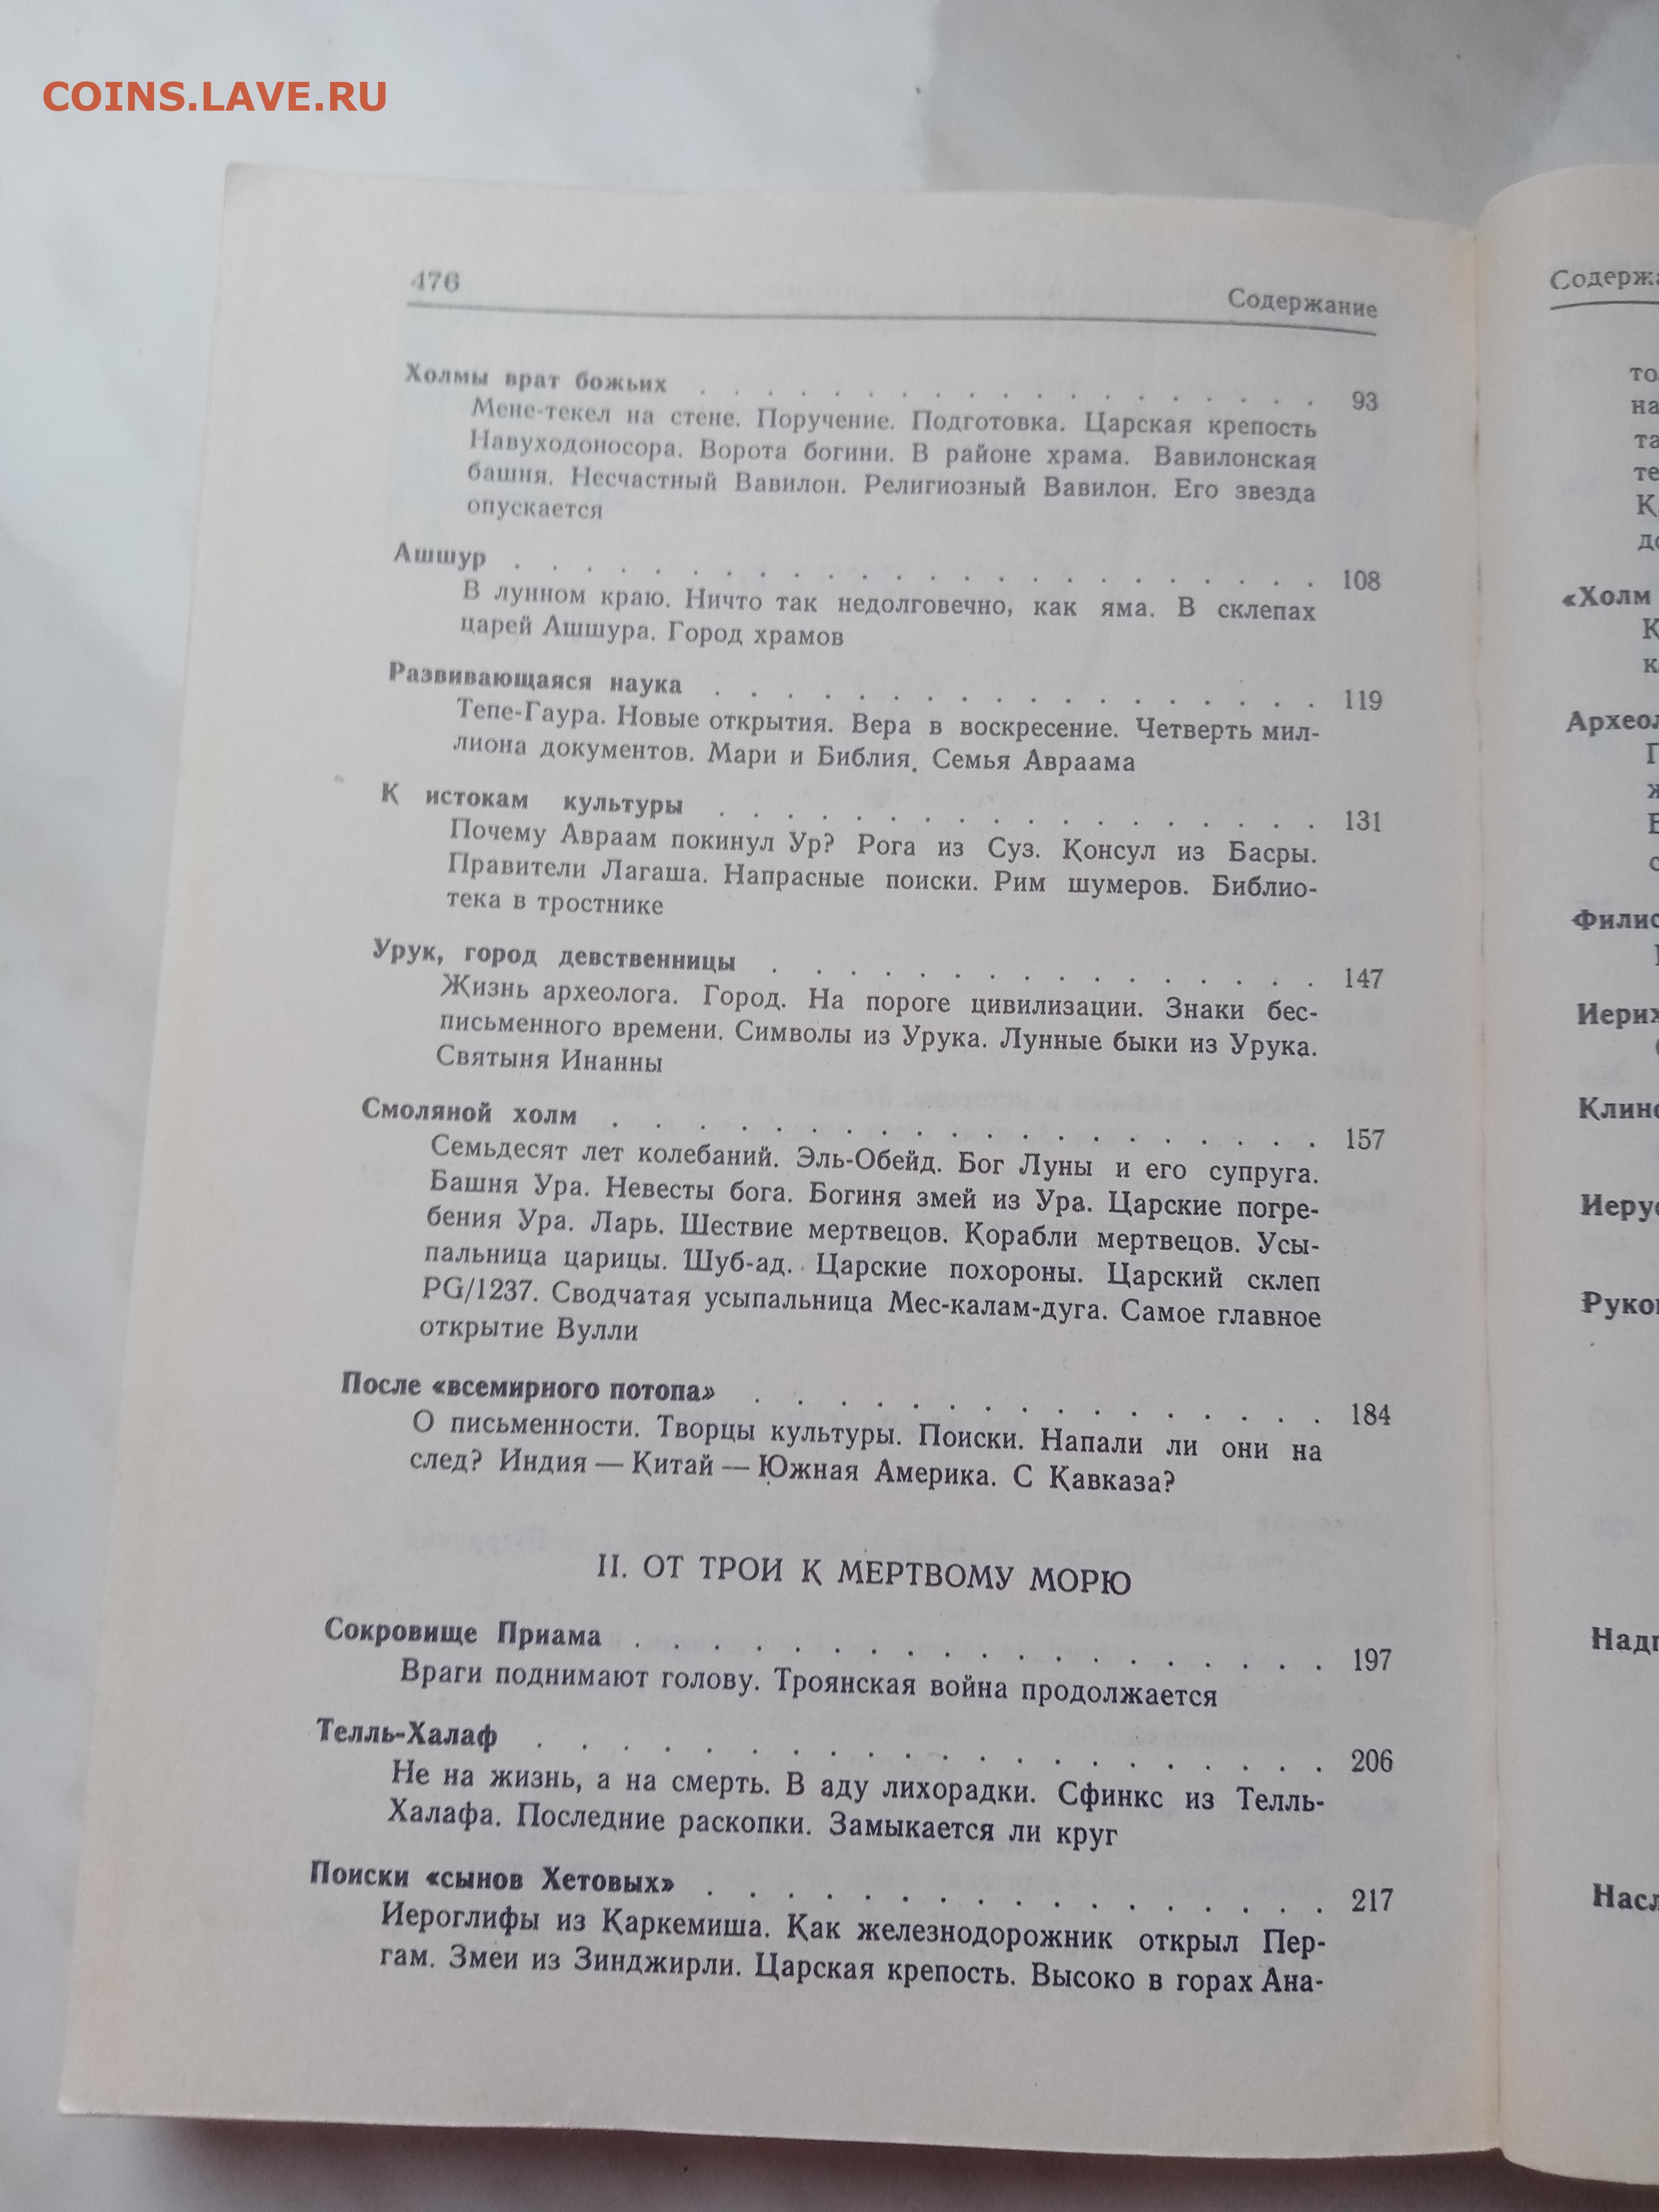 COINS.LAVE.RU
476
Содержание
Холмы врат божьих . . . . . . . . . . . . . . . . . 93
Мене-текел на стене. Поручение. Подготовка. Царская крепость
Навуходоносора. Ворота богини. В районе храма. Вавилонская
башня. Несчастный Вавилон. Религиозный Вавилон. Его звезда
опускается
Ашшур . . . . . . . . . . . . . . . . . . . . . . 108
В лунном краю. Ничто так недолговечно, как яма. В склепах
царей Ашшура. Город храмов
Развивающаяся наука . . . . . . . . . . . . . . . . . 119
Тепе-Гаура. Новые открытия. Вера в воскресение. Четверть мил-
лиона документов. Мари и Библия. Семья Авраама
К истокам культуры . . . . . . . . . . . . . . . . . 131
Почему Авраам покинул Ур? Рога из Суз. Консул из Басры.
Правители Лагаша. Напрасные поиски. Рим шумеров. Библио-
тека в тростнике
Урук, город девственницы . . . . . . . . . . . . . . . 147
Жизнь археолога. Город. На пороге цивилизации. Знаки бес-
письменного времени. Символы из Урука. Лунные быки из Урука.
Святыня Инанны
Смоляной холм . . . . . . . . . . . . . . . . . . . 157
Семьдесят лет колебаний. Эль-Обейд. Бог Луны и его супруга.
Башня Ура. Невесты бога. Богиня змей из Ура. Царские погре-
бения Ура. Ларь. Шествие мертвецов. Корабли мертвецов. Усы-
пальница царицы. Шуб-ад. Царские похороны. Царский склеп
PG/1237. Сводчатая усыпальница Мес-калам-дуга. Самое главное
открытие Вулли
После «всемирного потопа» . . . . . . . . . . . . . . . 184
О письменности. Творцы культуры. Поиски. Напали ли они на
след? Индия — Китай — Южная Америка. С Кавказа?
II. ОТ ТРОИ К МЕРТВОМУ МОРЮ
Сокровище Приама . . . . . . . . . . . . . . . . . . 197
Враги поднимают голову. Троянская война продолжается
Телль-Халаф . . . . . . . . . . . . . . . . . . . . 206
Не на жизнь, а на смерть. В аду лихорадки. Сфинкс из Телль-
Халафа. Последние раскопки. Замыкается ли круг
Поиски «сынов Хетовых» . . . . . . . . . . . . . . . . 217
Иероглифы из Каркемиша. Как железнодорожник открыл Пер-
гам. Змеи из Зинджирли. Царская крепость. Высоко в горах Ана-
«Холм